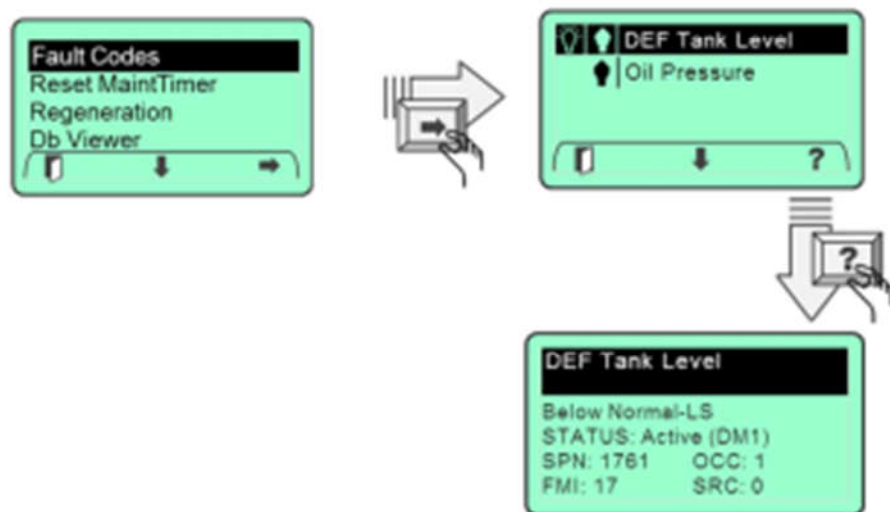 Fault Codes
Reset MaintTimer
Regeneration
Db Viewer
DEF Tank Level
Oil Pressure
?
?
DEF Tank Level
Below Normal-LS
STATUS: Active (DM1)
SPN: 1761 OCC: 1
FMI: 17 SRC: 0